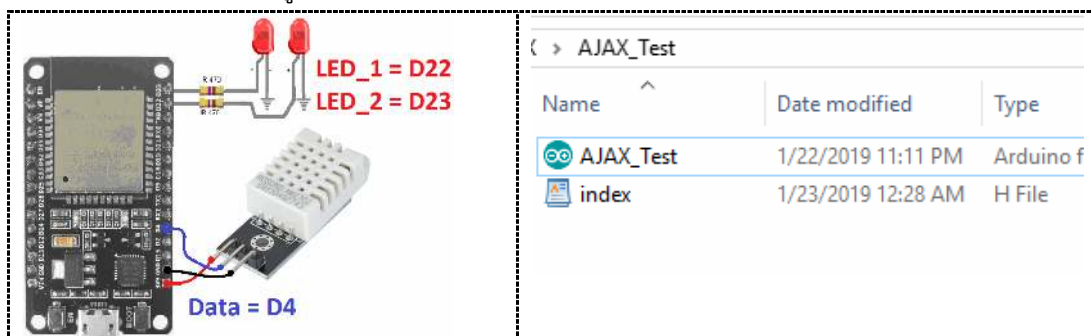 LED_1 = D22
LED_2 = D23
Data = D4
> AJAX_Test
Name
Date modified
Type
AJAX_Test
1/22/2019 11:11 PM
Arduino f
index
1/23/2019 12:28 AM
H File